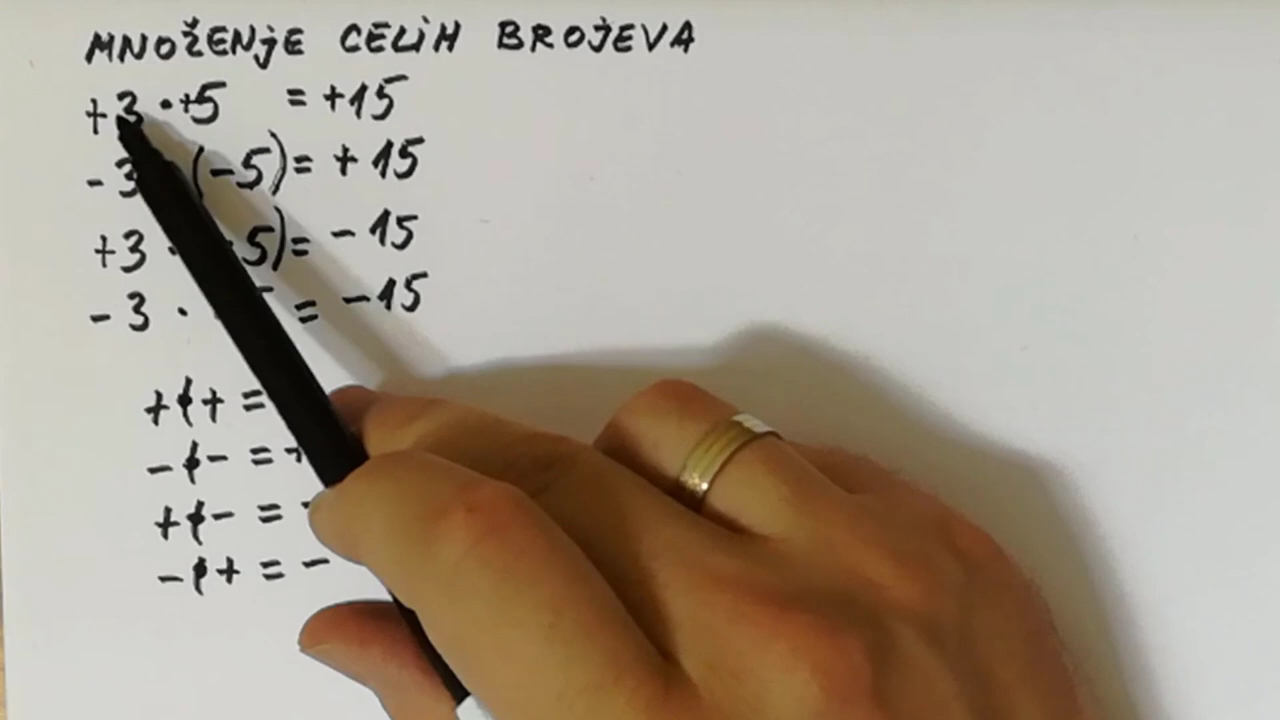 MNOŽENJE CELIH BROJEVA
+3 · +5 = +15
-3 · (-5) = +15
+3 · 5) = -15
-3 · = -15
+ + =
- - = +
+ - =
- + = -